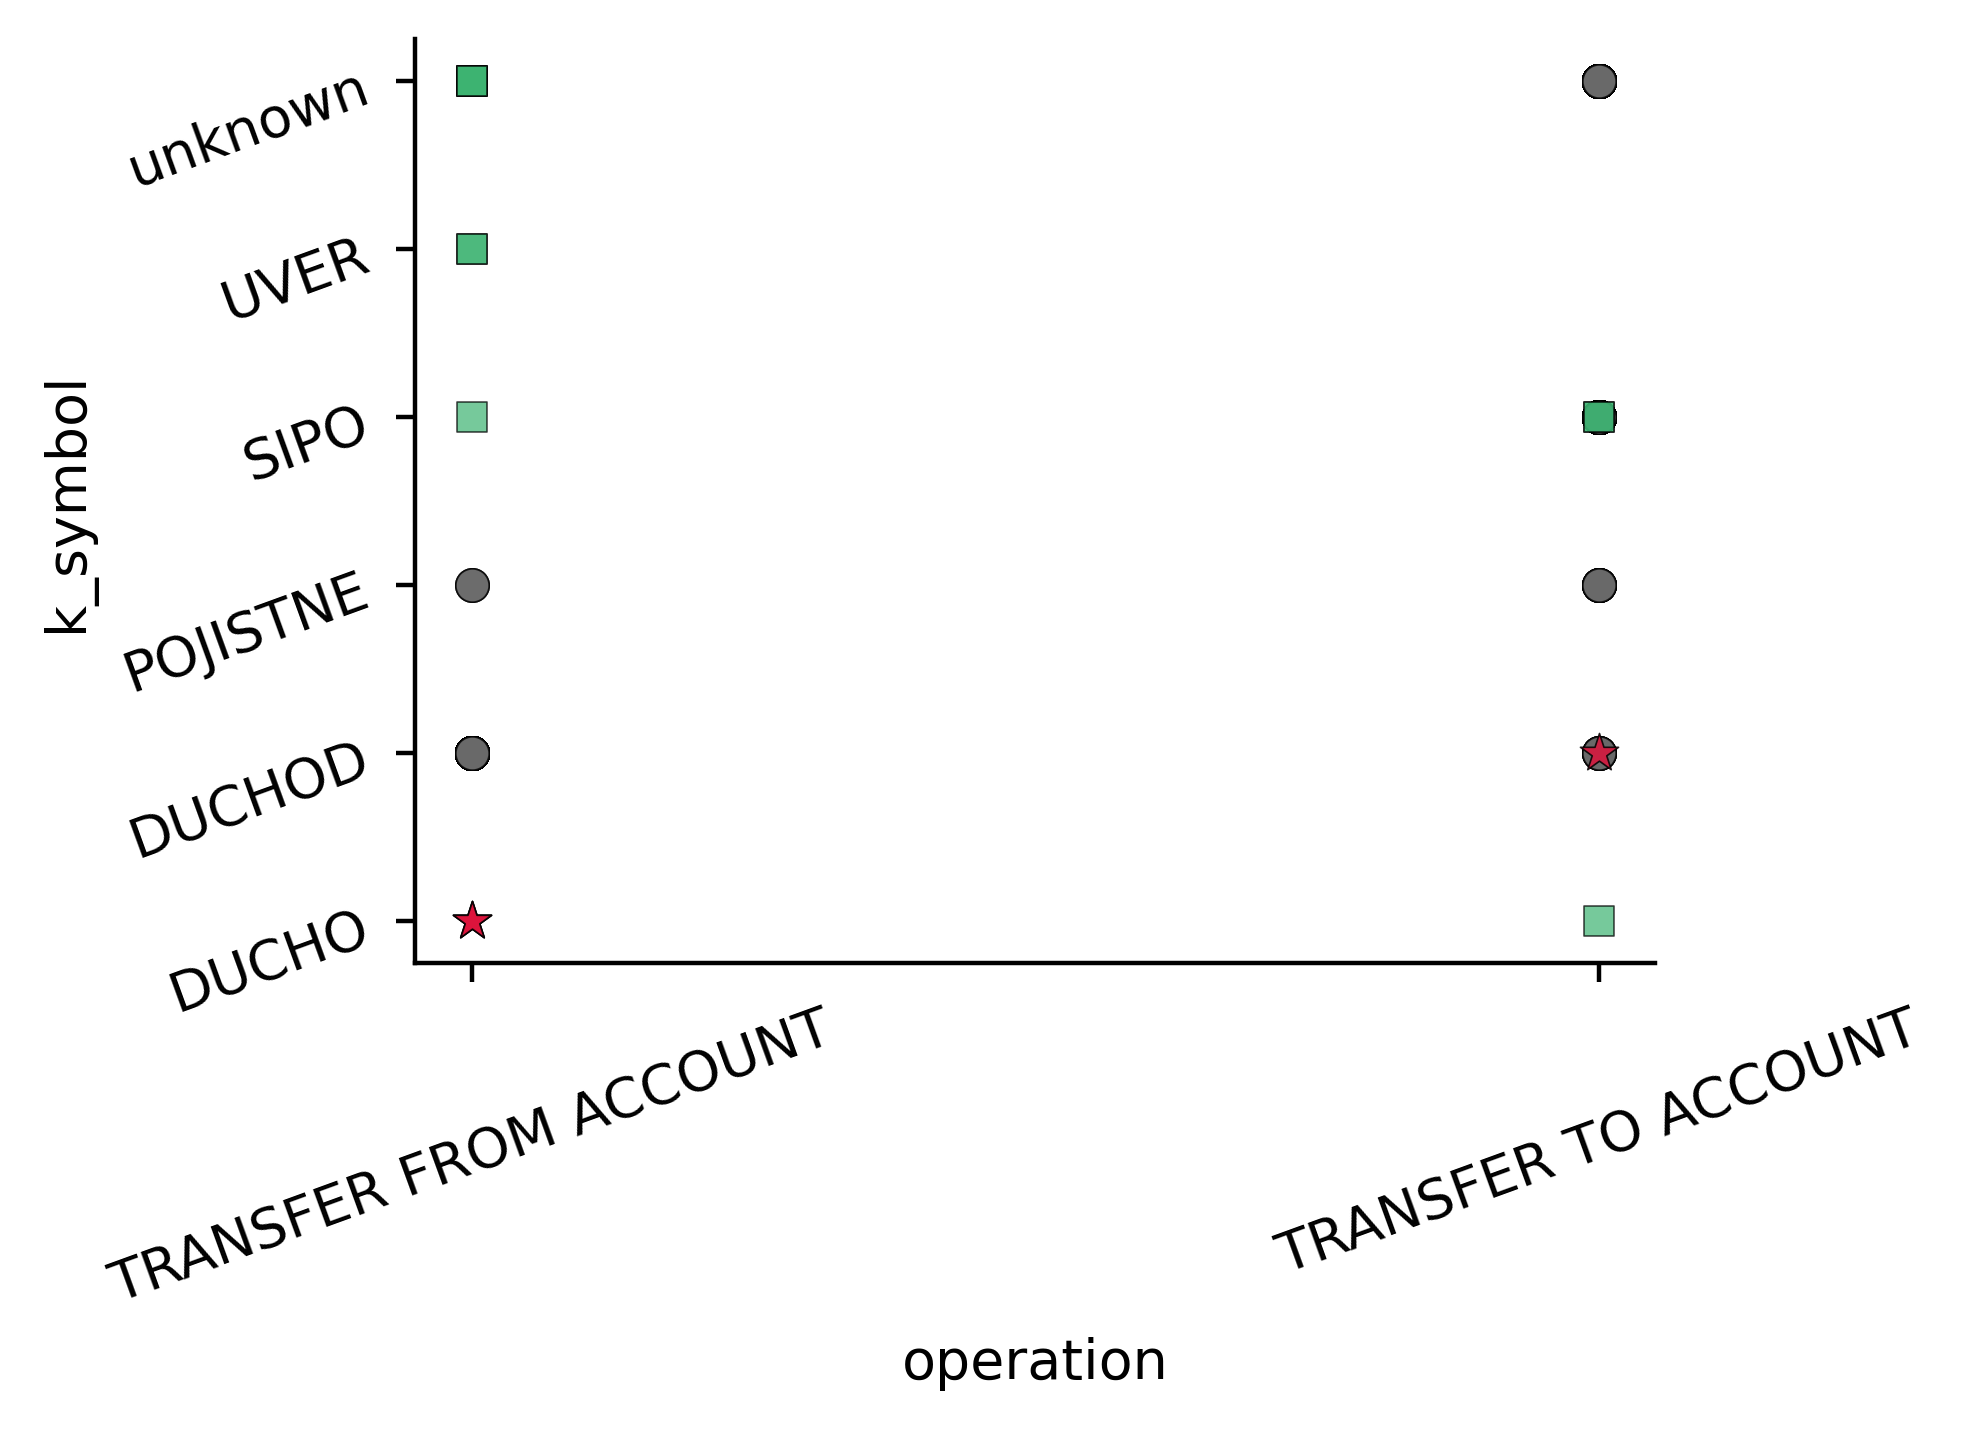 unknown
UVER
SIPO
POJISTNE
DUCHOD
DUCHO
k_symbol
TRANSFER FROM ACCOUNT
TRANSFER TO ACCOUNT
operation